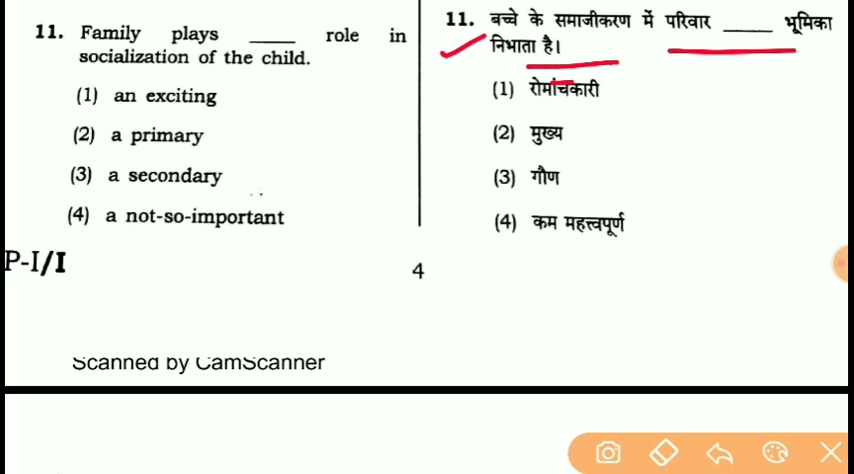 11. Family plays ____ role in
socialization of the child.
(1) an exciting
(2) a primary
(3) a secondary
(4) a not-so-important
P-I/I
11. बच्चे के समाजीकरण में परिवार ____ भूमिका
निभाता है।
(1) रोमांचकारी
(2) मुख्य
(3) गौण
(4) कम महत्त्वपूर्ण
4
Scanned by CamScanner